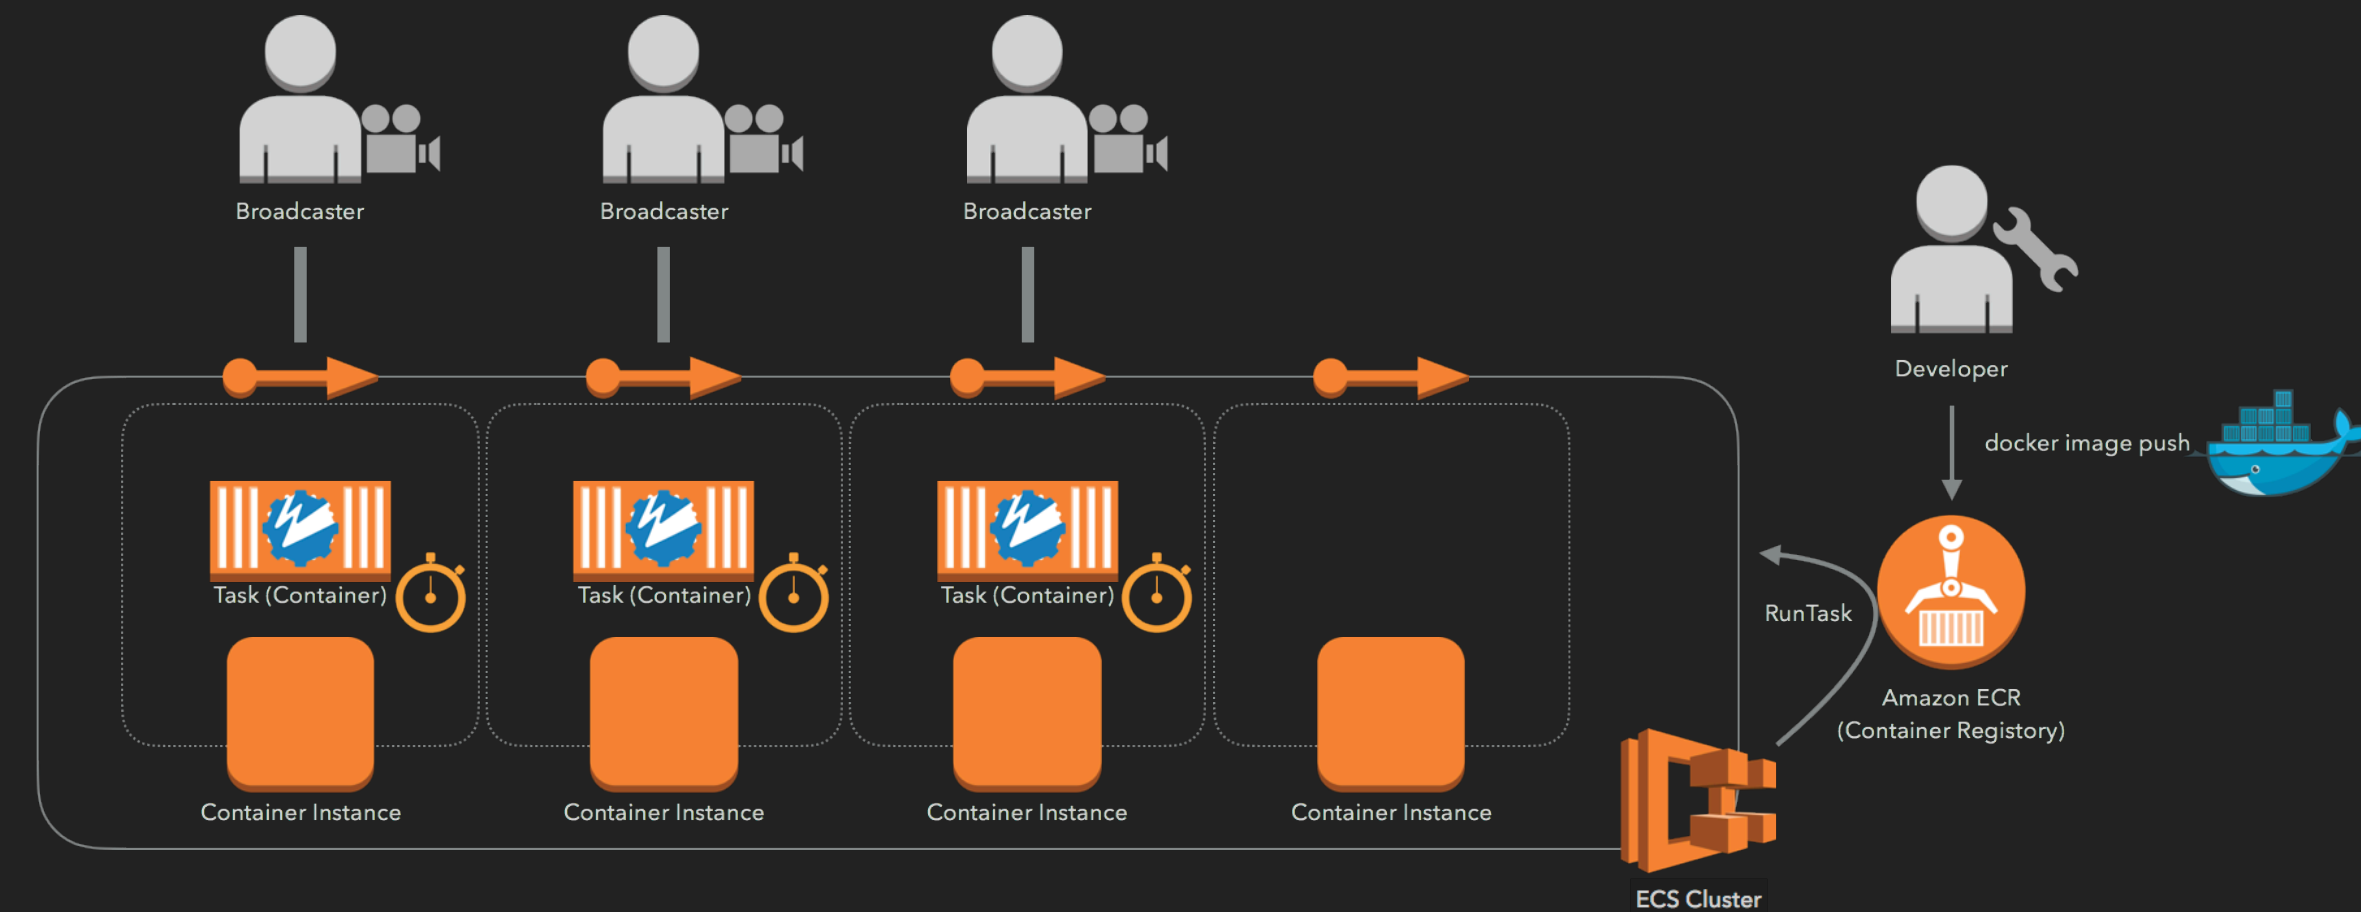 Broadcaster
Broadcaster
Broadcaster
Developer
docker image push
Task (Container)
Task (Container)
Task (Container)
RunTask
Amazon ECR
(Container Registory)
Container Instance
Container Instance
Container Instance
Container Instance
ECS Cluster